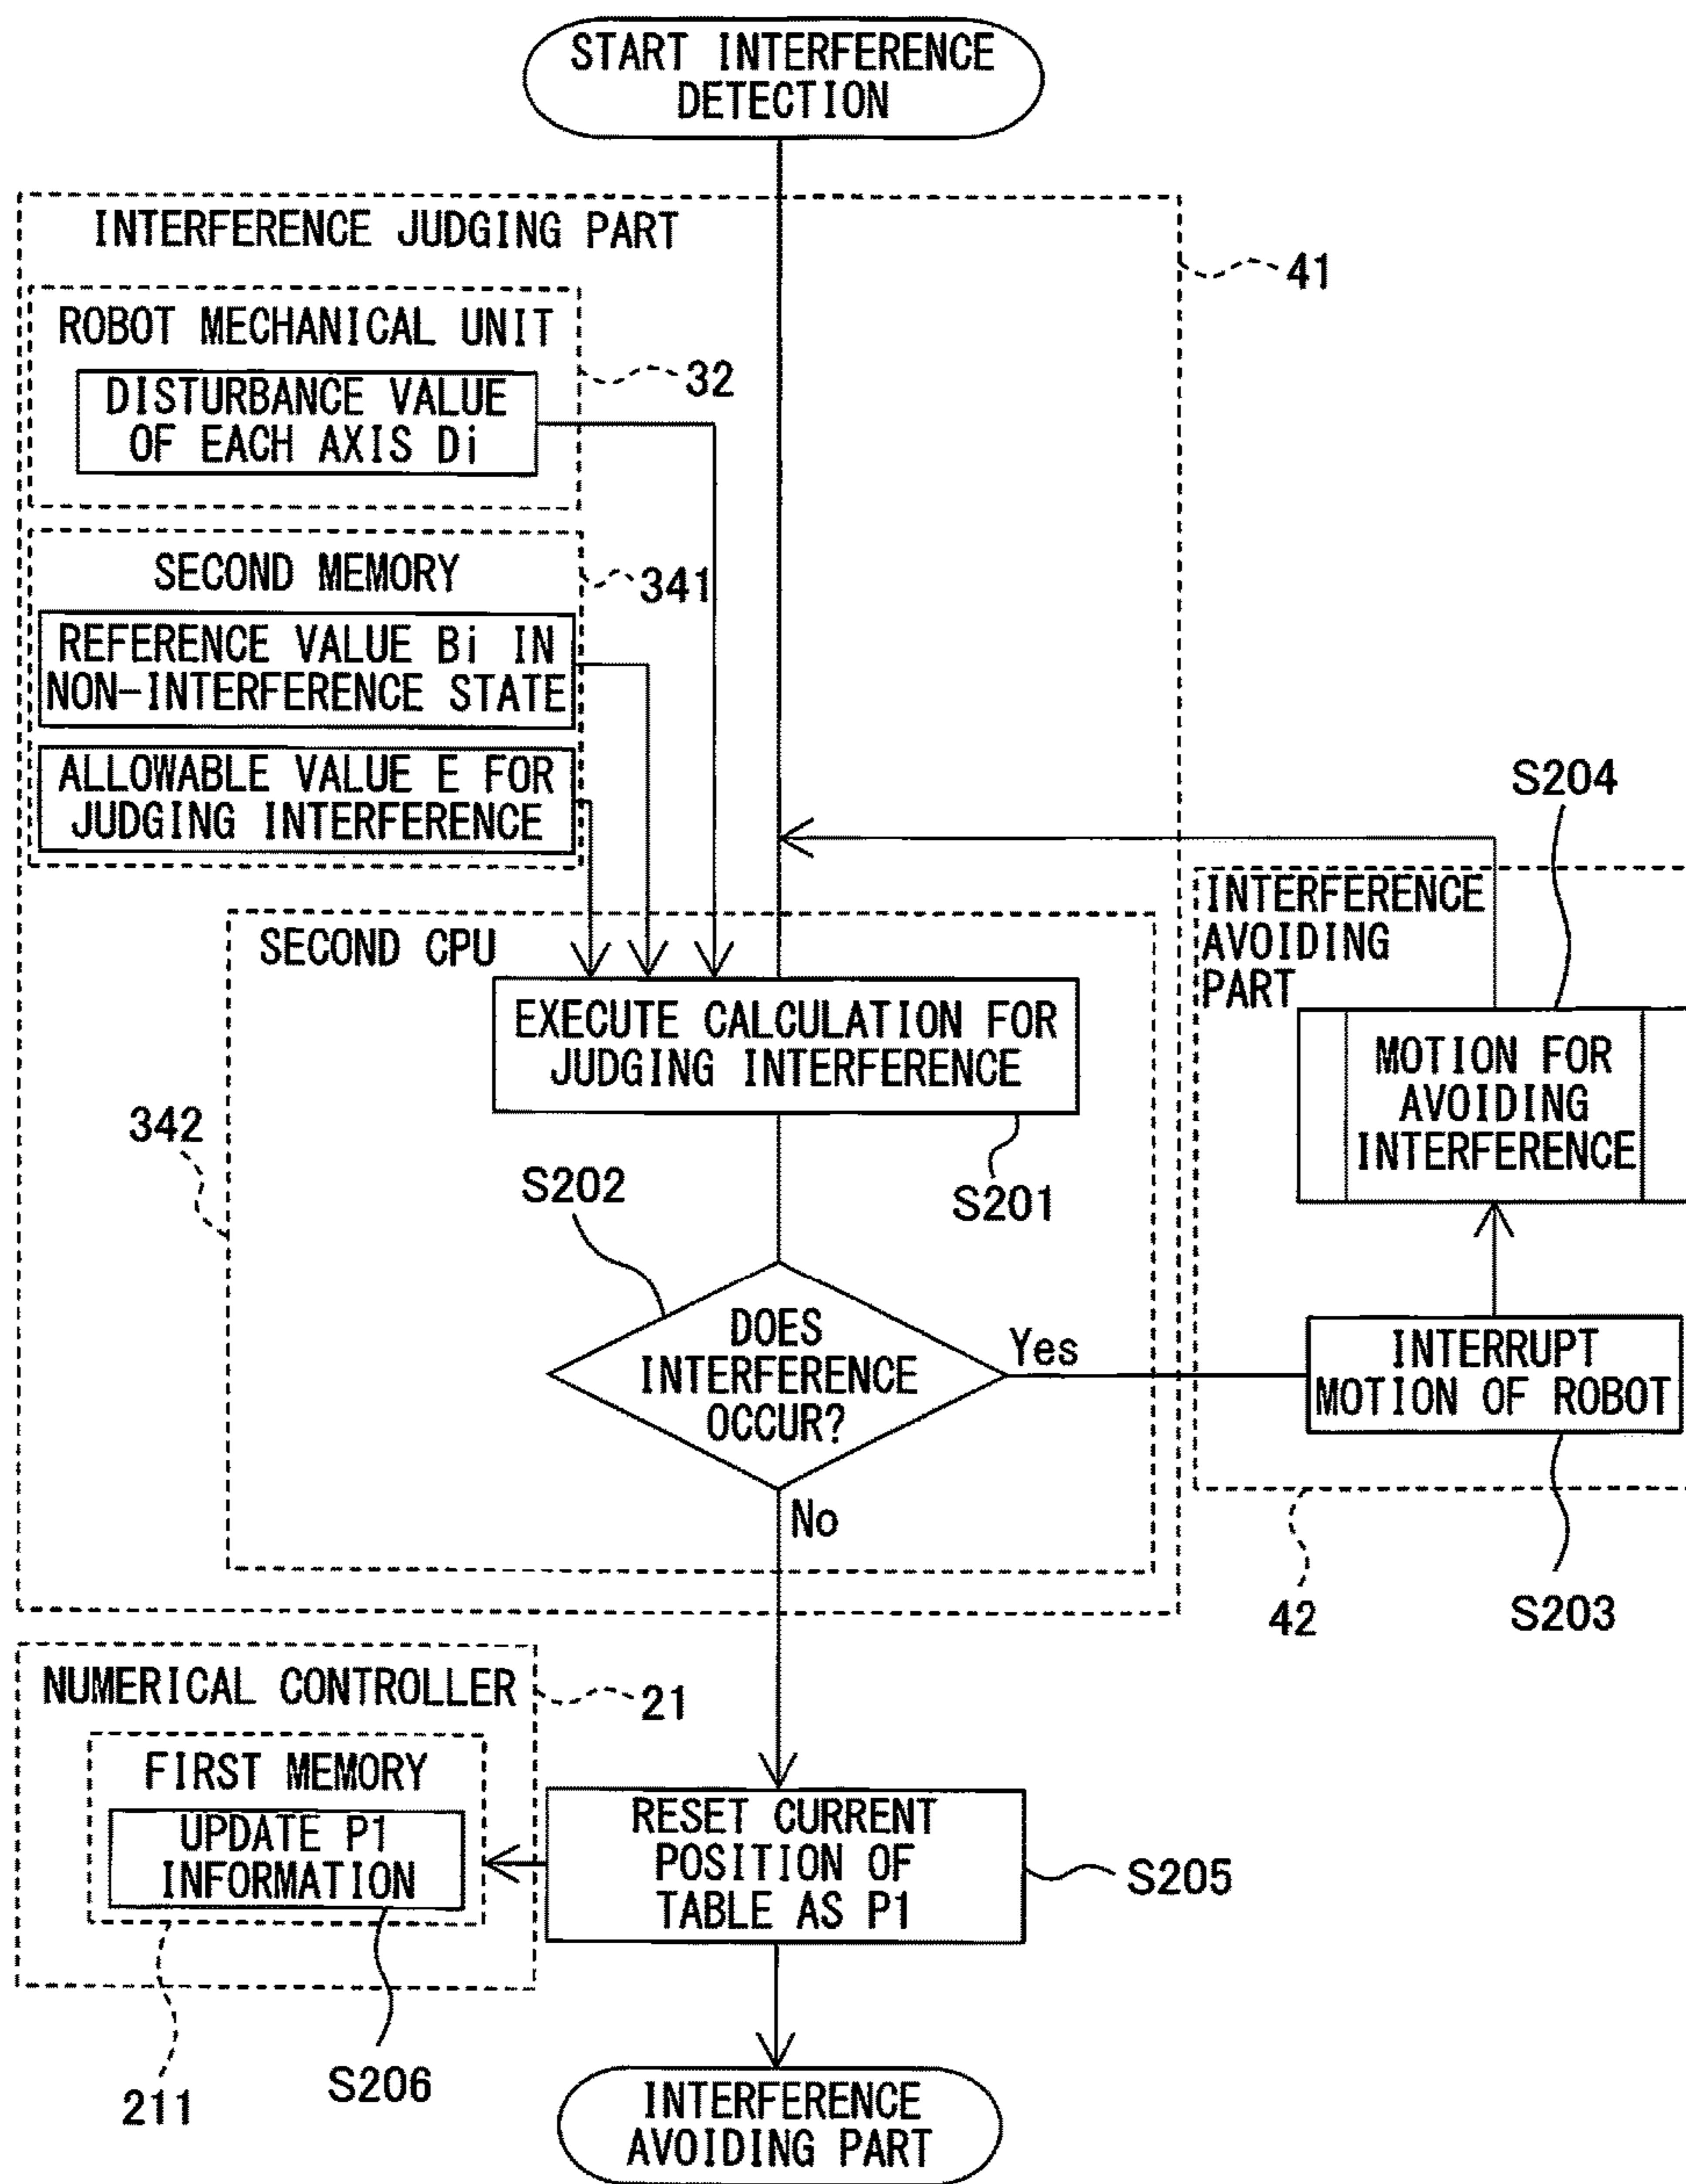 START INTERFERENCE
DETECTION
INTERFERENCE JUDGING PART
41
ROBOT MECHANICAL UNIT
32
DISTURBANCE VALUE
OF EACH AXIS Di
SECOND MEMORY
341
REFERENCE VALUE Bi IN
NON-INTERFERENCE STATE
ALLOWABLE VALUE E FOR
JUDGING INTERFERENCE
S204
INTERFERENCE
AVOIDING
PART
SECOND CPU
EXECUTE CALCULATION FOR
JUDGING INTERFERENCE
MOTION FOR
AVOIDING
INTERFERENCE
342
S202
S201
DOES
INTERFERENCE
OCCUR?
Yes
INTERRUPT
MOTION OF ROBOT
No
42
S203
NUMERICAL CONTROLLER
21
FIRST MEMORY
UPDATE P1
INFORMATION
RESET CURRENT
POSITION OF
TABLE AS P1
S205
211
S206
INTERFERENCE
AVOIDING PART